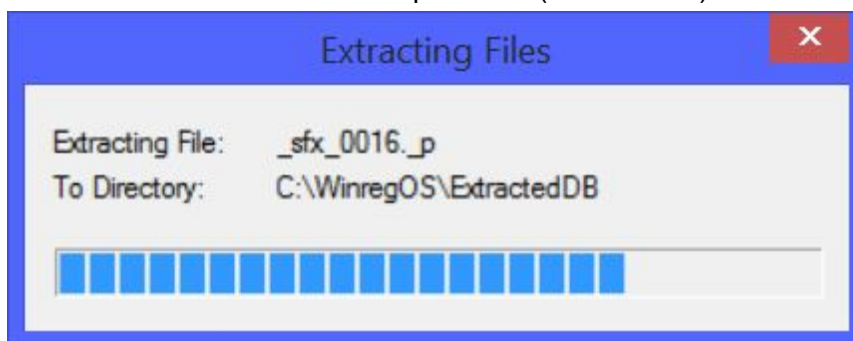 Extracting Files
Extracting File: _sfx_0016._p
To Directory: C:\WinregOS\ExtractedDB